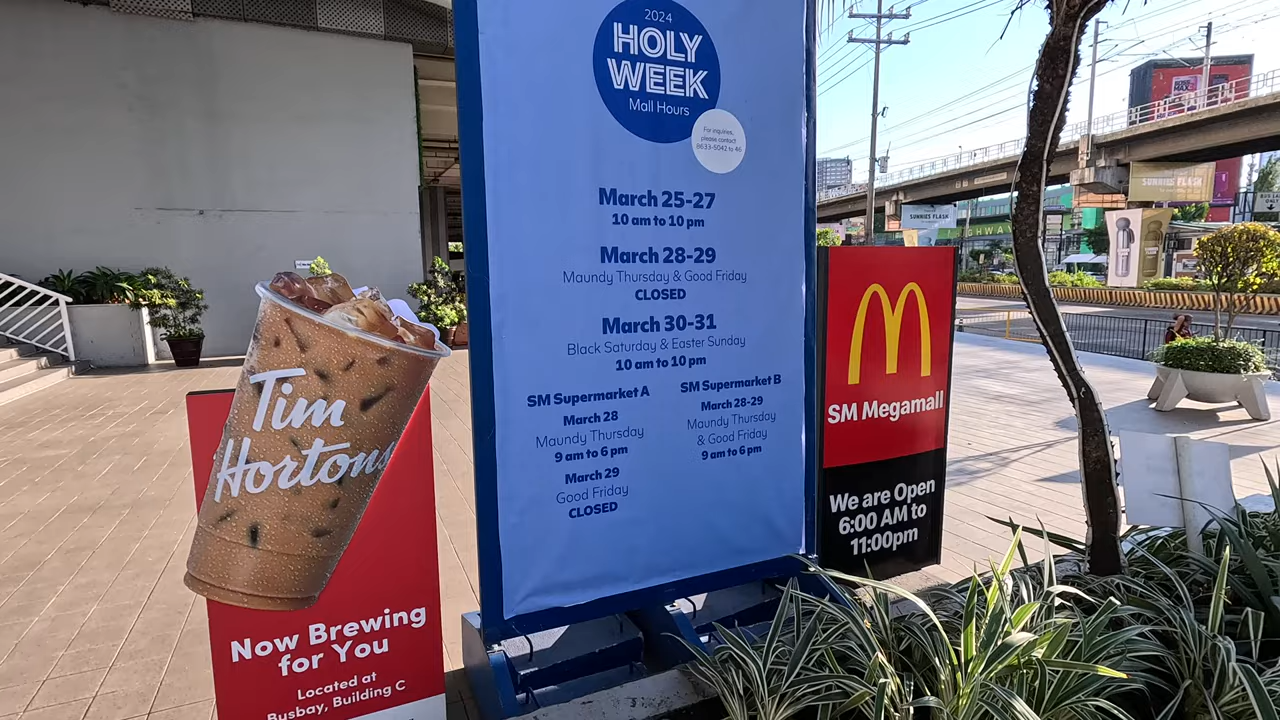 2024
HOLY
WEEK
Mall Hours
For inquiries,
please contact
8633-5042 to 46
March 25-27
10 am to 10 pm
March 28-29
Maundy Thursday & Good Friday
CLOSED
March 30-31
Black Saturday & Easter Sunday
10 am to 10 pm
SM Supermarket A
March 28
Maundy Thursday
9 am to 6 pm
March 29
Good Friday
CLOSED
SM Supermarket B
March 28-29
Maundy Thursday
& Good Friday
9 am to 6 pm
Tim
Hortons
Now Brewing
for You
Located at
Busbay, Building C
SM Megamall
We are Open
6:00 AM to
11:00pm
SUNNIES FLASK
SUNNIES FLASK
HIGHWAY
BUS LANE
ONLY